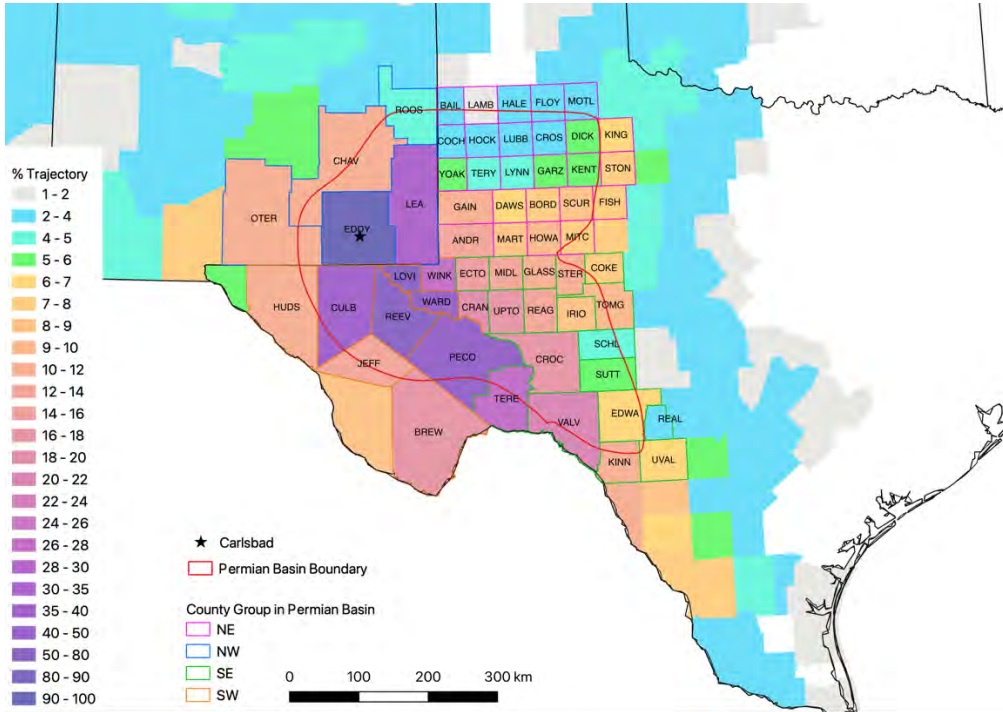 ROOS BAIL LAMB HALE FLOY MOTL
COCH HOCK LUBB CROS DICK KING
CHAV
YOAK TERY LYNN GARZ KENT STON
% Trajectory
1 - 2
2 - 4
4 - 5
5 - 6
6 - 7
7 - 8
8 - 9
9 - 10
10 - 12
12 - 14
14 - 16
16 - 18
18 - 20
20 - 22
22 - 24
24 - 26
26 - 28
28 - 30
30 - 35
35 - 40
40 - 50
50 - 80
80 - 90
90 - 100
OTER EDDY LEA GAIN DAWS BORD SCUR FISH
ANDR MART HOWA MITC
LOVI WINK ECTO MIDL GLASS STER COKE
HUDS CULB REEV WARD CRAN UPTO REAG IRIO TOMG
JEFF PECO CROC SCHL
SUTT
TERE
BREW VALV EDWA REAL
KINN UVAL
Carlsbad
Permian Basin Boundary
County Group in Permian Basin
NE
NW
SE
SW
0 100 200 300 km